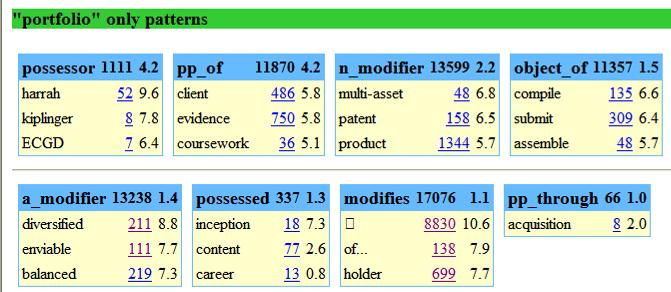 "portfolio" only patterns
possessor 1111 4.2 pp_of 11870 4.2 n_modifier 13599 2.2 object_of 11357 1.5
harrah 52 9.6 client 486 5.8 multi-asset 48 6.8 compile 135 6.6
kiplinger 8 7.8 evidence 750 5.8 patent 158 6.5 submit 309 6.4
ECGD 7 6.4 coursework 36 5.1 product 1344 5.7 assemble 48 5.7
a_modifier 13238 1.4 possessed 337 1.3 modifies 17076 1.1 pp_through 66 1.0
diversified 211 8.8 inception 18 7.3 8830 10.6 acquisition 8 2.0
enviable 111 7.7 content 77 2.6 of... 138 7.9
balanced 219 7.3 career 13 0.8 holder 699 7.7